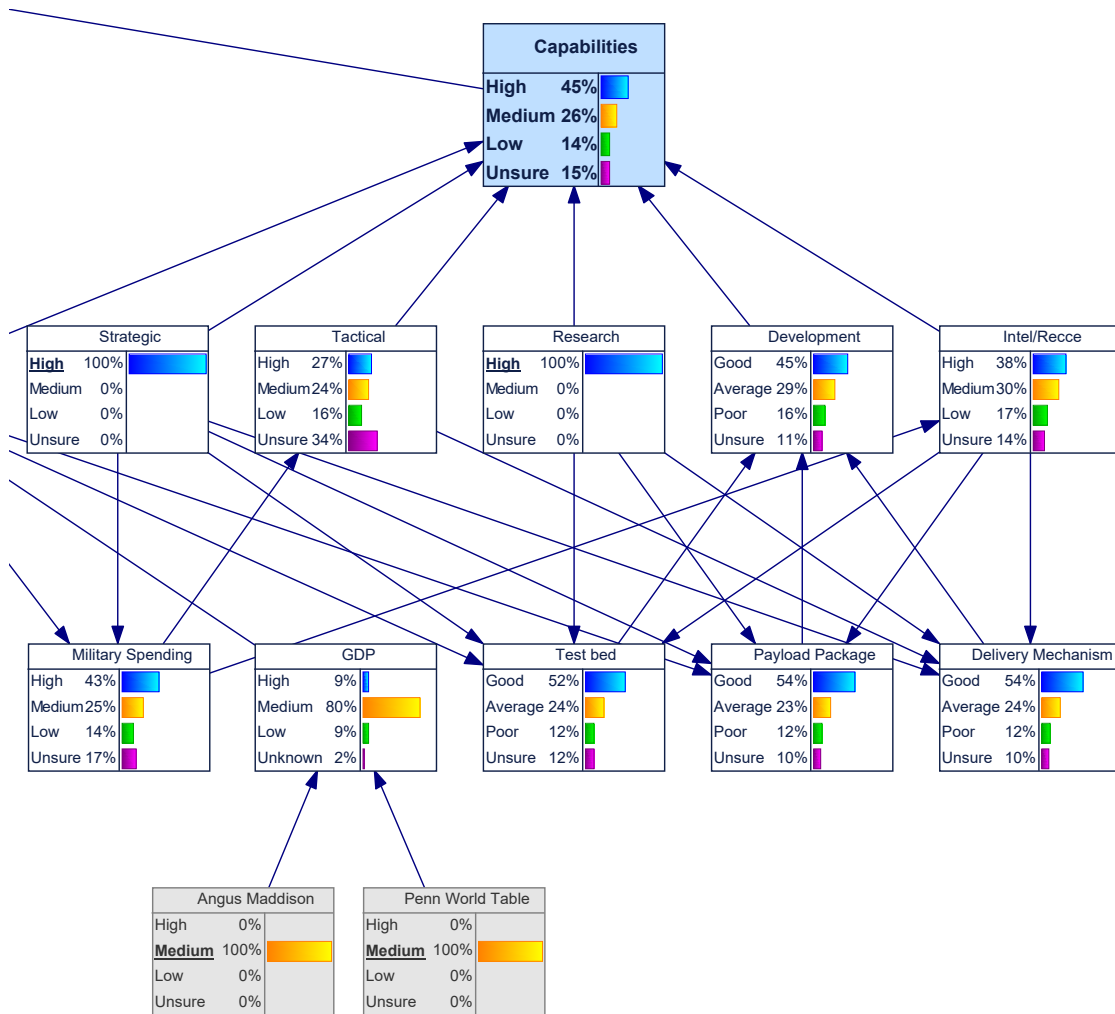 Capabilities
High 45%
Medium 26%
Low 14%
Unsure 15%
Strategic
High 100%
Medium 0%
Low 0%
Unsure 0%
Tactical
High 27%
Medium 24%
Low 16%
Unsure 34%
Research
High 100%
Medium 0%
Low 0%
Unsure 0%
Development
Good 45%
Average 29%
Poor 16%
Unsure 11%
Intel/Recce
High 38%
Medium 30%
Low 17%
Unsure 14%
Military Spending
High 43%
Medium 25%
Low 14%
Unsure 17%
GDP
High 9%
Medium 80%
Low 9%
Unknown 2%
Test bed
Good 52%
Average 24%
Poor 12%
Unsure 12%
Payload Package
Good 54%
Average 23%
Poor 12%
Unsure 10%
Delivery Mechanism
Good 54%
Average 24%
Poor 12%
Unsure 10%
Angus Maddison
High 0%
Medium 100%
Low 0%
Unsure 0%
Penn World Table
High 0%
Medium 100%
Low 0%
Unsure 0%